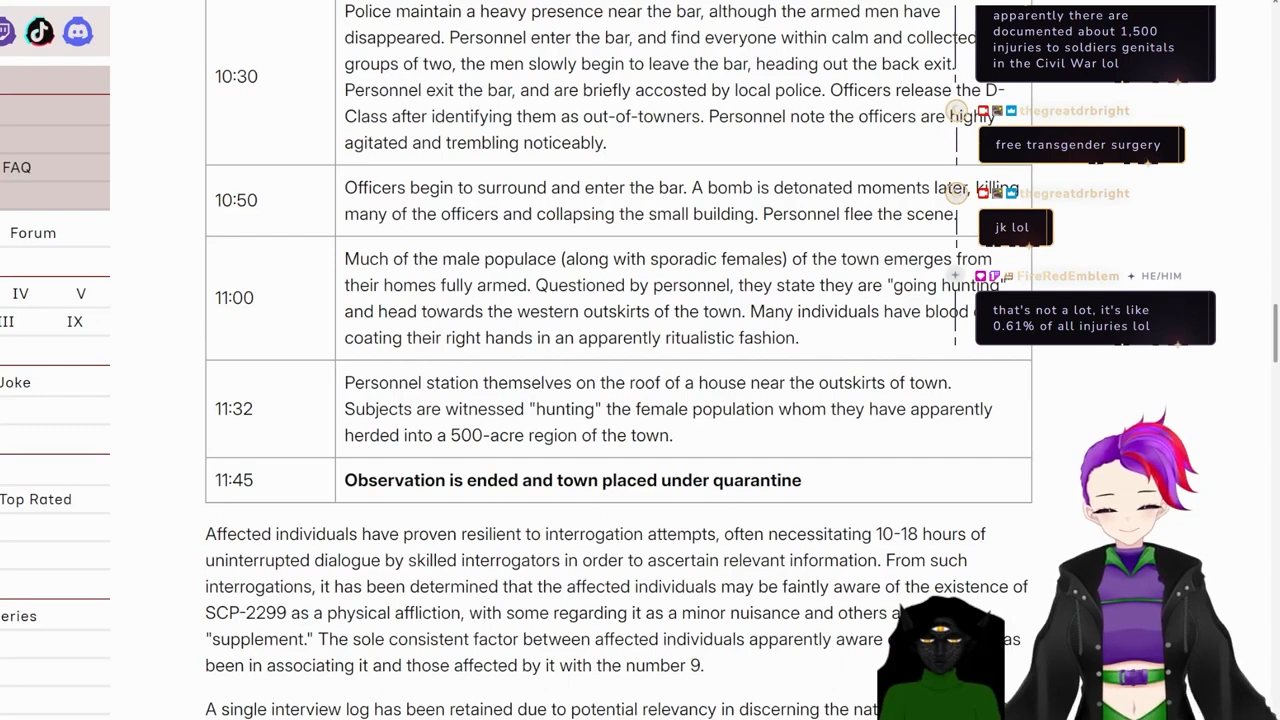 FAQ
Forum
IV V
III IX
Joke
Top Rated
eries
Police maintain a heavy presence near the bar, although the armed men have
disappeared. Personnel enter the bar, and find everyone within calm and collected.
groups of two, the men slowly begin to leave the bar, heading out the back exit.
10:30
Personnel exit the bar, and are briefly accosted by local police. Officers release the D-
Class after identifying them as out-of-towners. Personnel note the officers are highly
agitated and trembling noticeably.
10:50
Officers begin to surround and enter the bar. A bomb is detonated moments later, killing
many of the officers and collapsing the small building. Personnel flee the scene.
11:00
Much of the male populace (along with sporadic females) of the town emerges from
their homes fully armed. Questioned by personnel, they state they are "going hunting"
and head towards the western outskirts of the town. Many individuals have blood
coating their right hands in an apparently ritualistic fashion.
11:32
Personnel station themselves on the roof of a house near the outskirts of town.
Subjects are witnessed "hunting" the female population whom they have apparently
herded into a 500-acre region of the town.
11:45
Observation is ended and town placed under quarantine
Affected individuals have proven resilient to interrogation attempts, often necessitating 10-18 hours of
uninterrupted dialogue by skilled interrogators in order to ascertain relevant information. From such
interrogations, it has been determined that the affected individuals may be faintly aware of the existence of
SCP-2299 as a physical affliction, with some regarding it as a minor nuisance and others a
"supplement." The sole consistent factor between affected individuals apparently aware as
been in associating it and those affected by it with the number 9.
A single interview log has been retained due to potential relevancy in discerning the nat
apparently there are
documented about 1,500
injuries to soldiers genitals
in the Civil War lol
thegreatdrbright
free transgender surgery
thegreatdrbright
jk lol
FireRedEmblem HE/HIM
that's not a lot, it's like
0.61% of all injuries lol